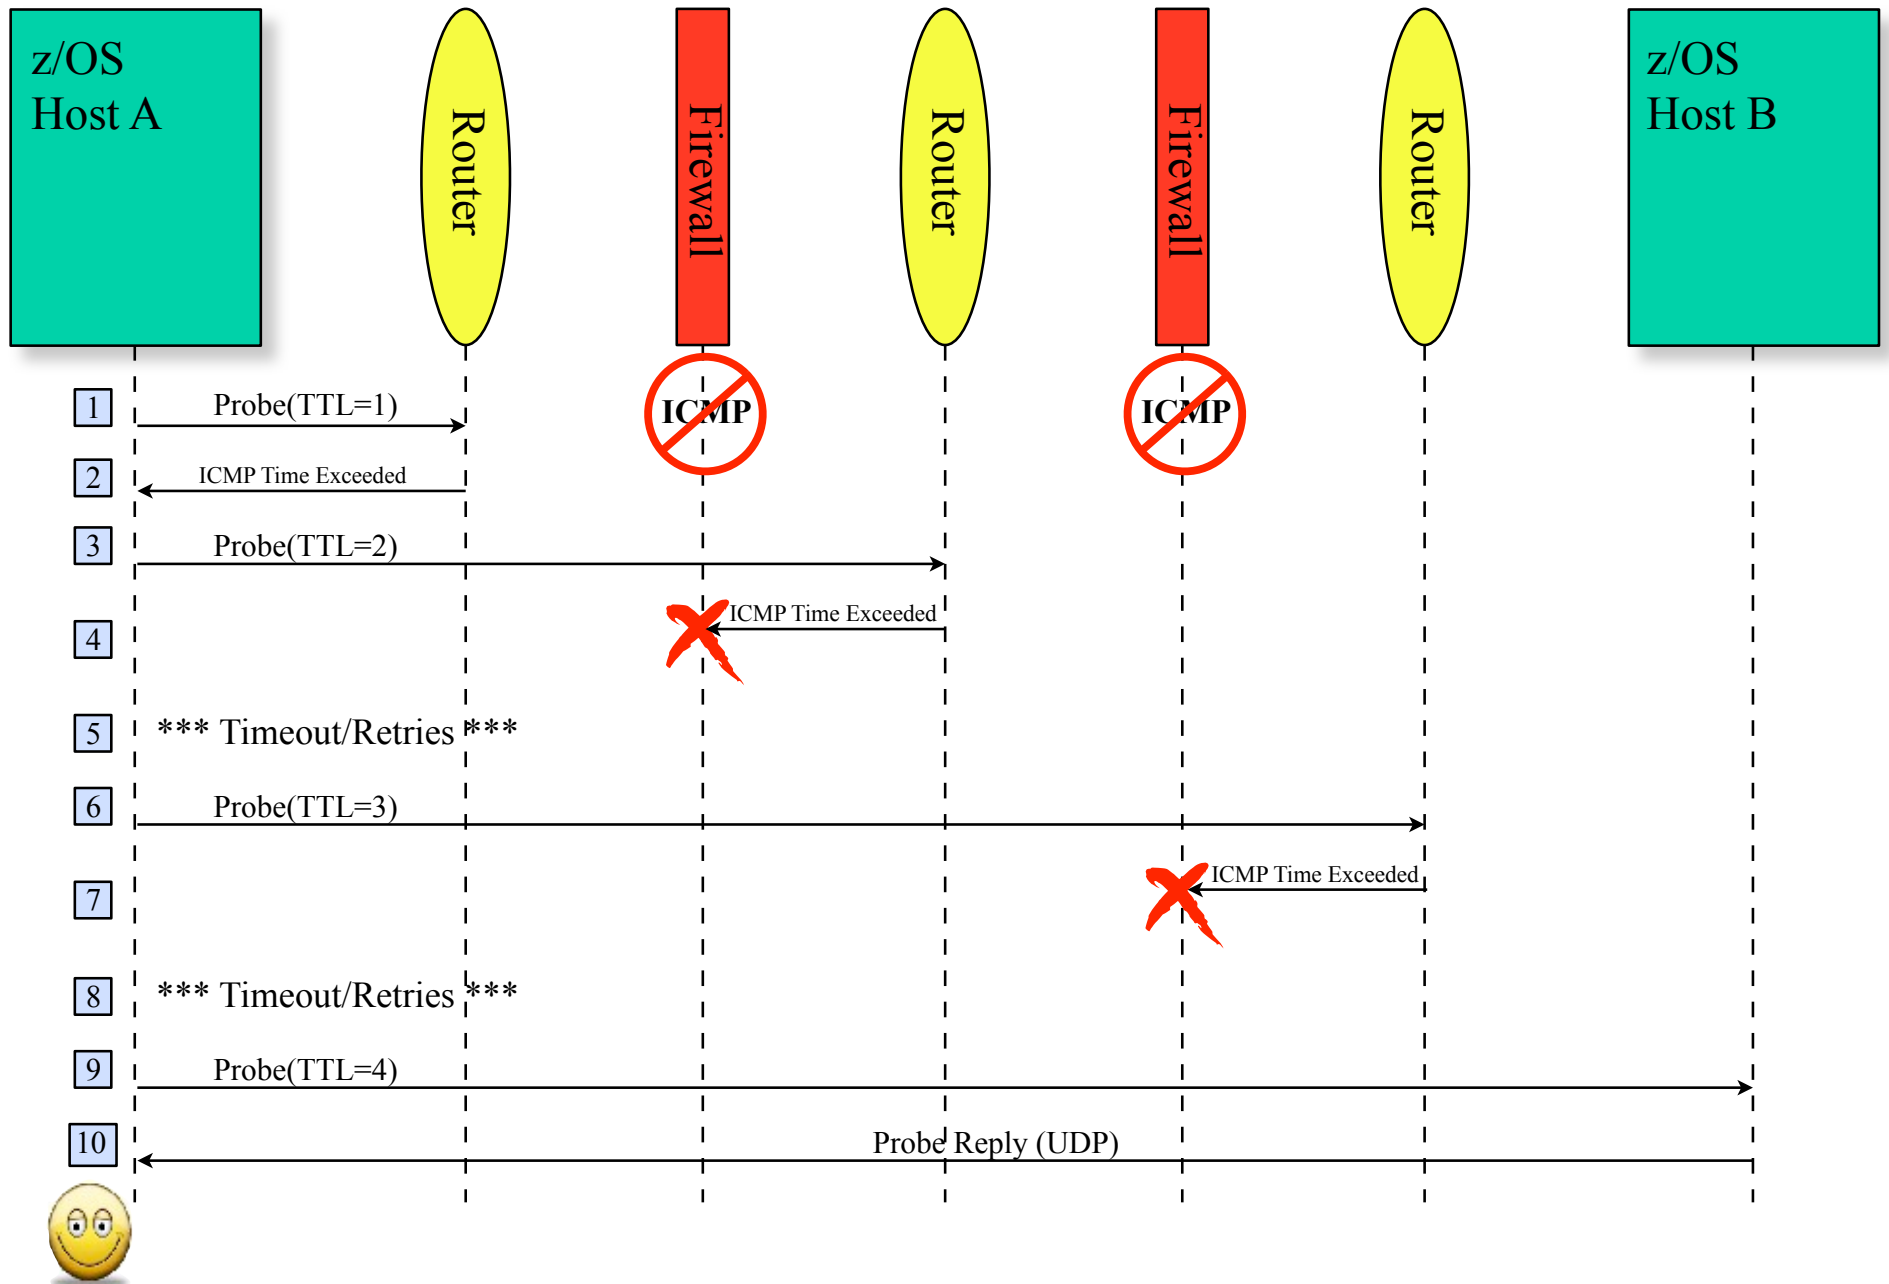 z/OS
Host A
Router
Firewall
Router
Firewall
Router
z/OS
Host B
ICMP
ICMP
1
Probe(TTL=1)
2
ICMP Time Exceeded
3
Probe(TTL=2)
4
ICMP Time Exceeded
5
*** Timeout/Retries ***
6
Probe(TTL=3)
7
ICMP Time Exceeded
8
*** Timeout/Retries ***
9
Probe(TTL=4)
10
Probe Reply (UDP)